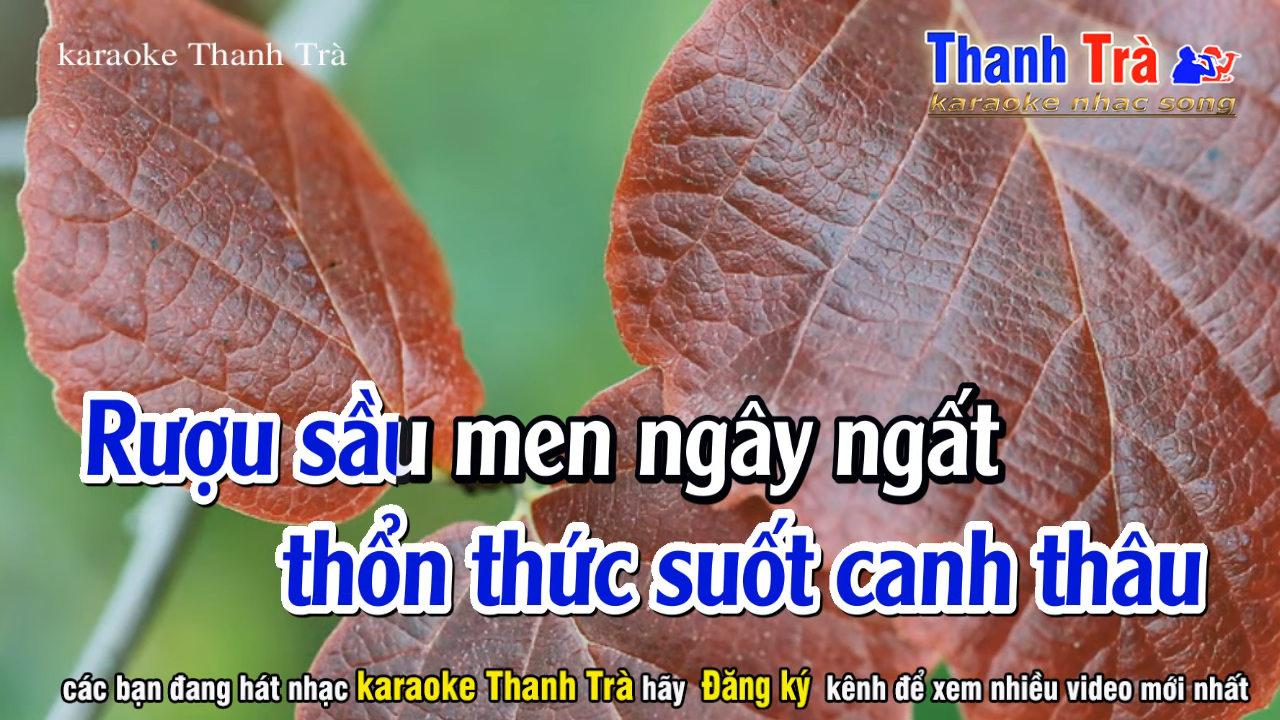 karaoke Thanh Trà
Thanh Trà
karaoke nhac song
Rượu sầu men ngây ngất
thổn thức suốt canh thâu
các bạn đang hát nhạc karaoke Thanh Trà hãy Đăng ký kênh để xem nhiều video mới nhất